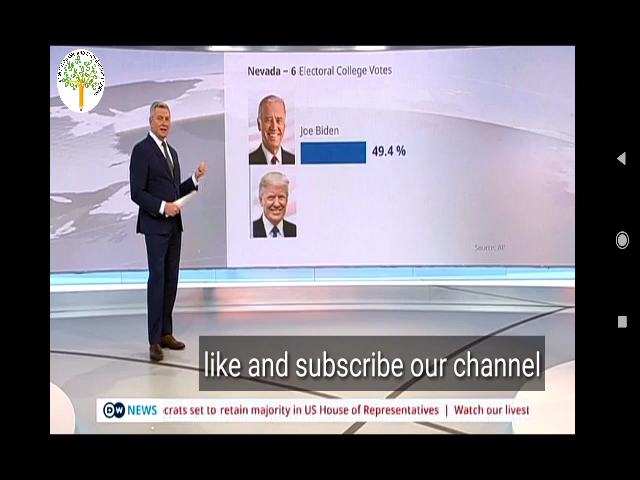 Nevada – 6 Electoral College Votes
Joe Biden
49.4 %
Source: AP
like and subscribe our channel
DW NEWS crats set to retain majority in US House of Representatives | Watch our livest